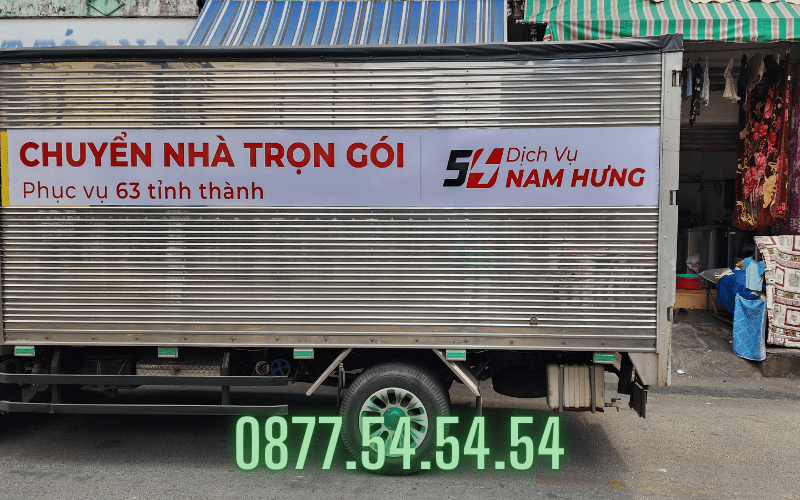 CHUYỂN NHÀ TRỌN GÓI
Phục vụ 63 tỉnh thành
Dịch Vụ
NAM HƯNG
0877.54.54.54